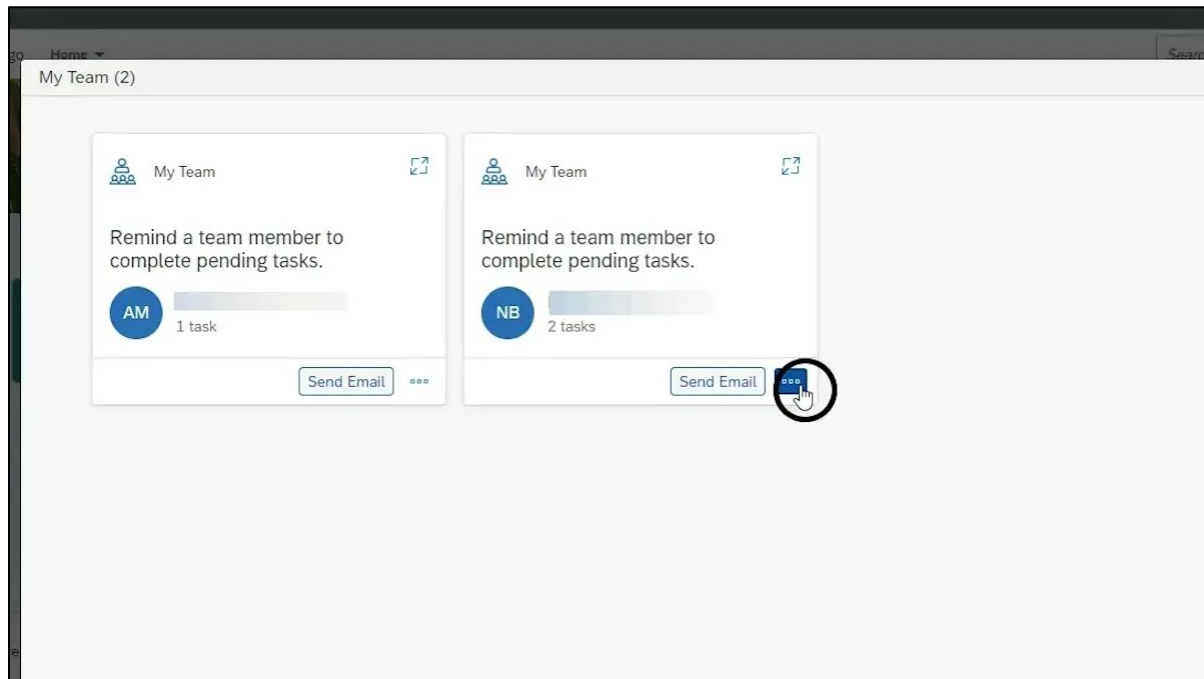 Home
My Team (2)
My Team
Remind a team member to
complete pending tasks.
AM
1 task
Send Email
My Team
Remind a team member to
complete pending tasks.
NB
2 tasks
Send Email